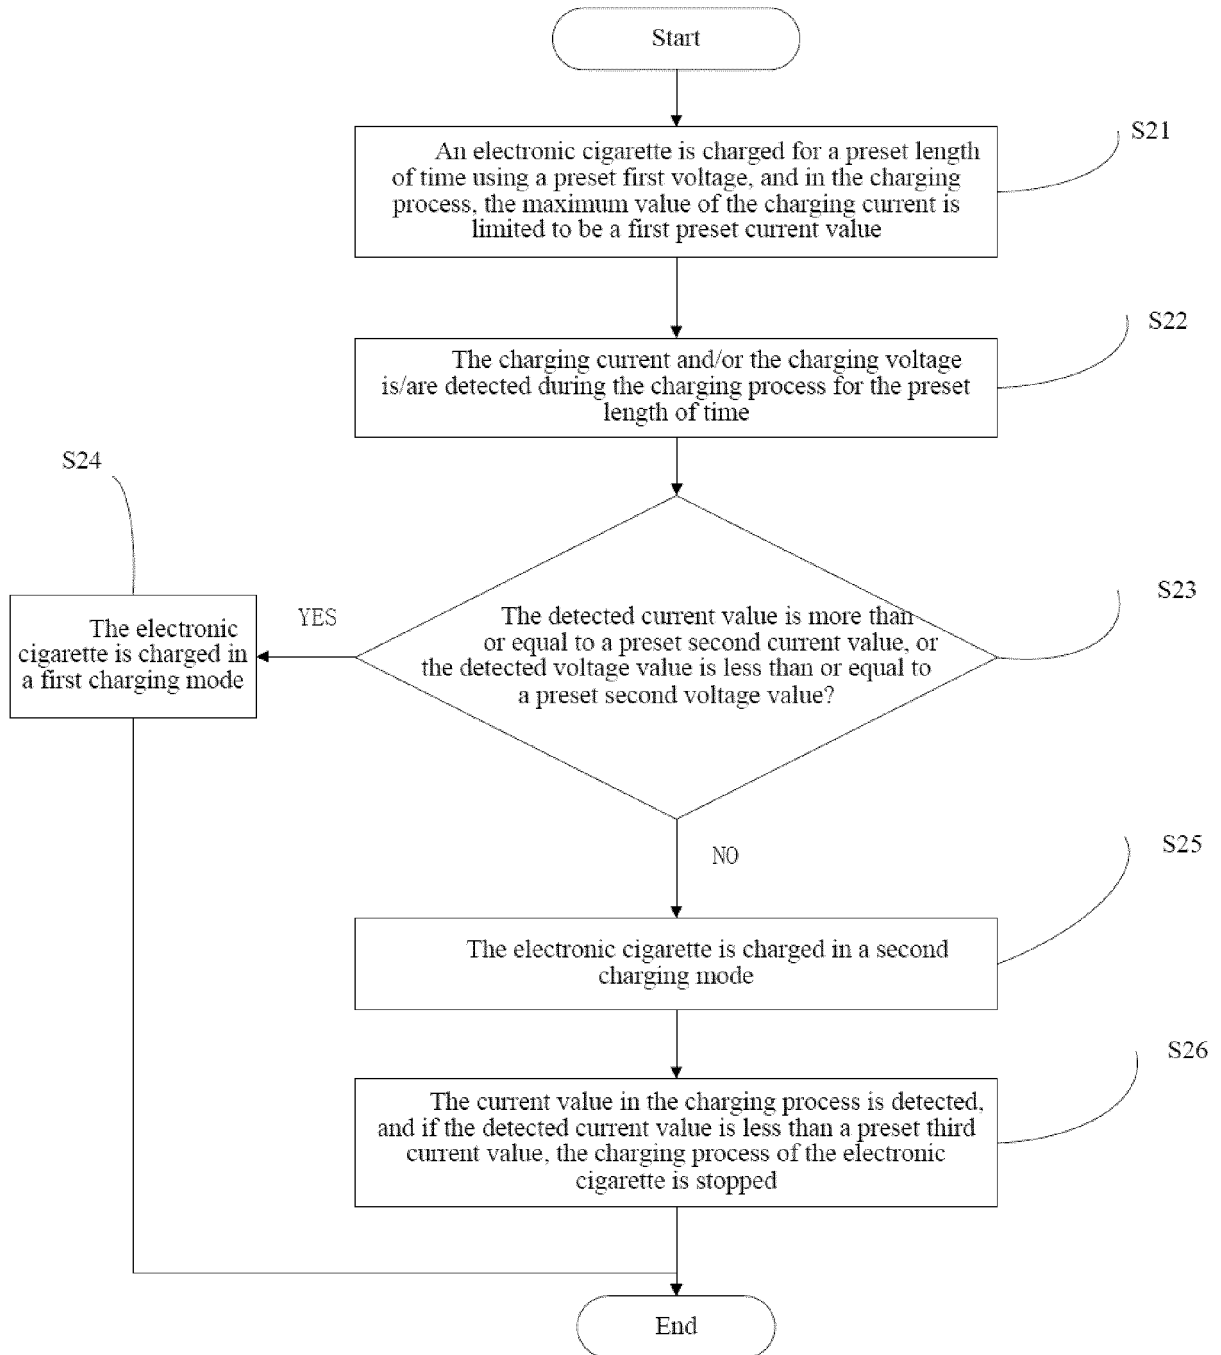 Start
S21
An electronic cigarette is charged for a preset length
of time using a preset first voltage, and in the charging
process, the maximum value of the charging current is
limited to be a first preset current value
S22
The charging current and/or the charging voltage
is/are detected during the charging process for the preset
length of time
S24
S23
YES
The detected current value is more than
or equal to a preset second current value, or
the detected voltage value is less than or equal to
a preset second voltage value?
The electronic
cigarette is charged in
a first charging mode
NO
S25
The electronic cigarette is charged in a second
charging mode
S26
The current value in the charging process is detected,
and if the detected current value is less than a preset third
current value, the charging process of the electronic
cigarette is stopped
End